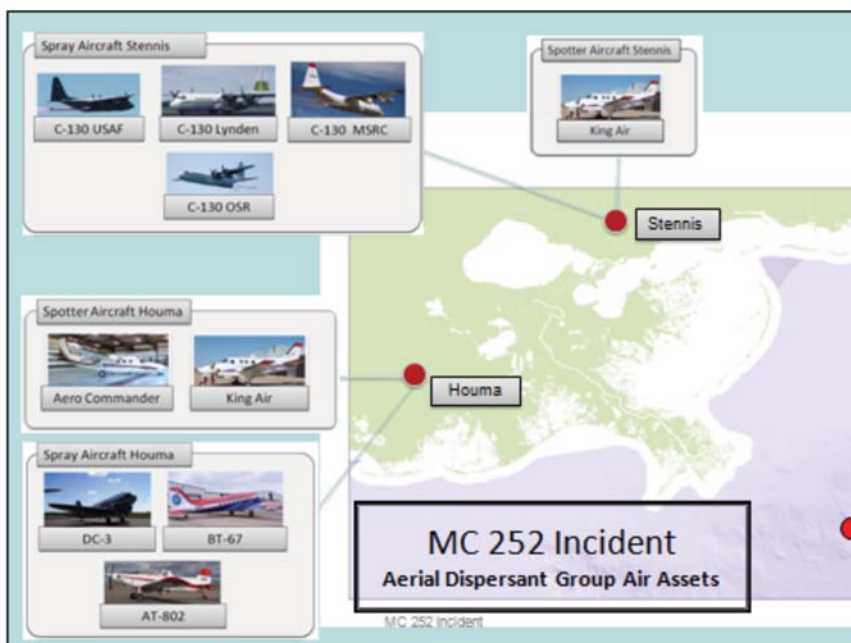 Spray Aircraft Stennis
C-130 USAF
C-130 Lynden
C-130 MSRC
C-130 OSR
Spotter Aircraft Stennis
King Air
Stennis
Spotter Aircraft Houma
Aero Commander
King Air
Houma
Spray Aircraft Houma
DC-3
BT-67
AT-802
MC 252 Incident
Aerial Dispersant Group Air Assets
MC 252 Incident